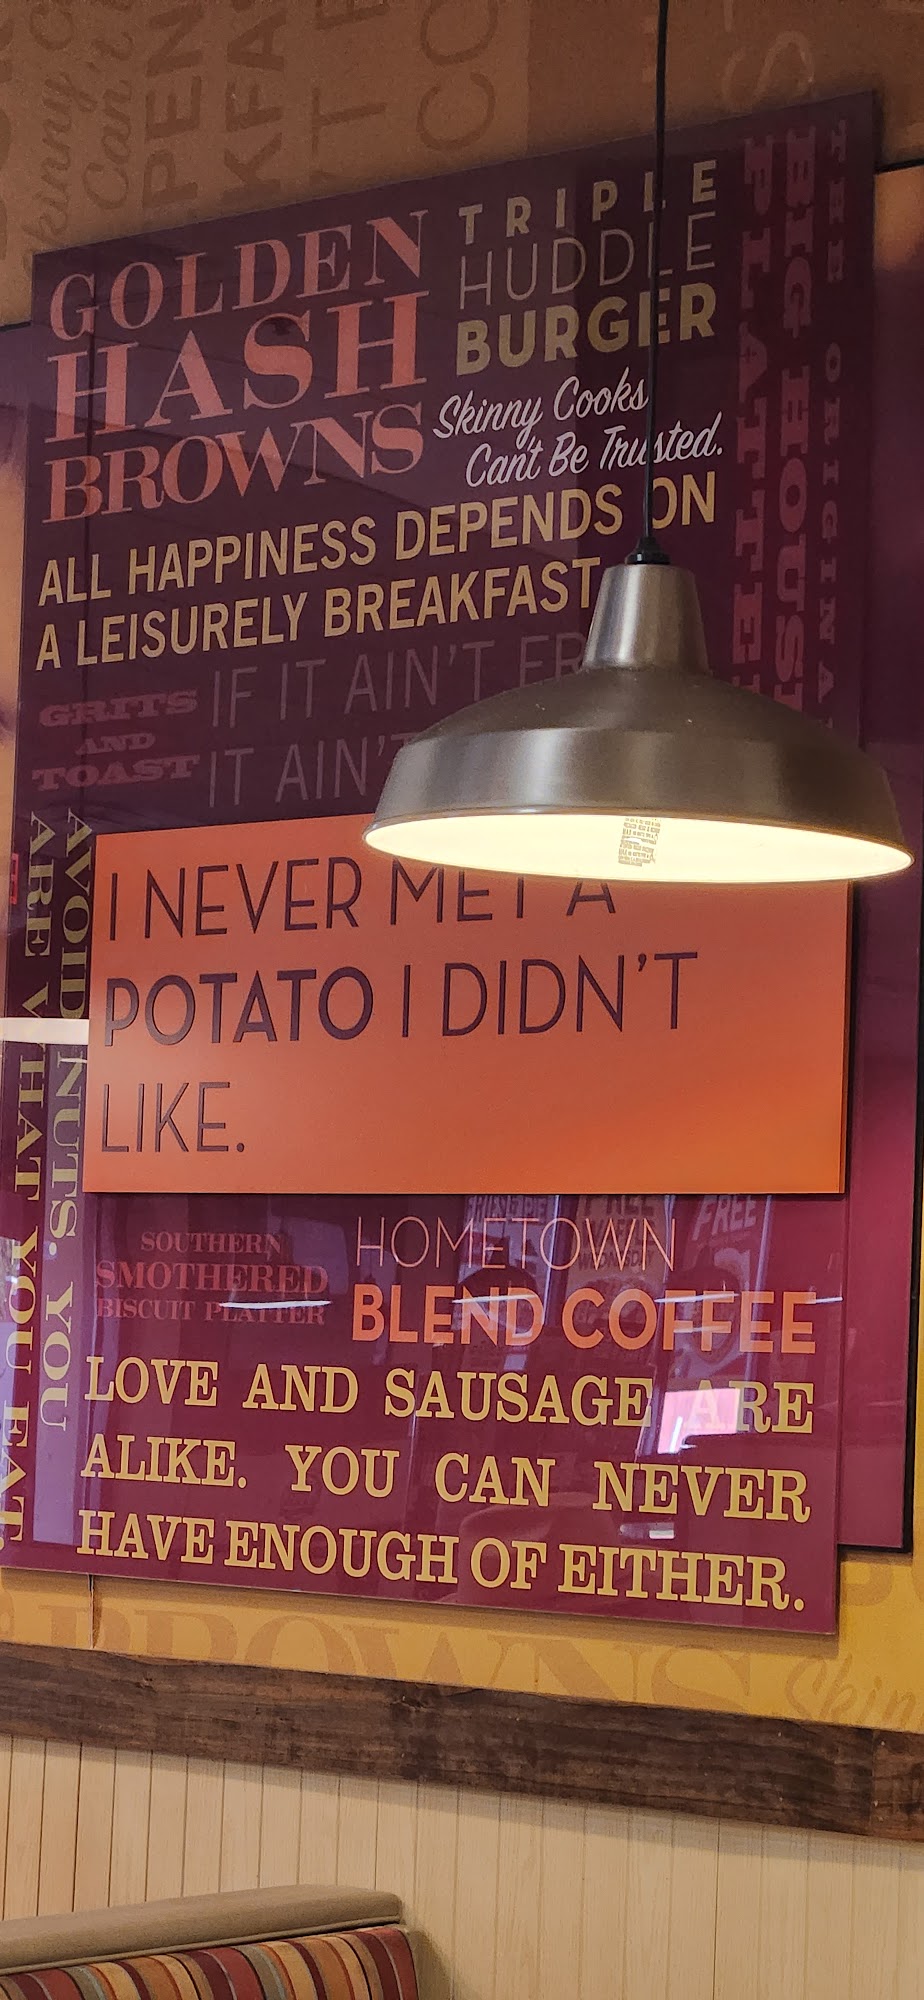 GOLDEN
HASH
BROWNS
TRIPLE
HUDDLE
BURGER
Skinny Cooks
Can't Be Trusted.
THE ORIGINAL
BIG HOUSE
PLATTER
ALL HAPPINESS DEPENDS ON
A LEISURELY BREAKFAST
GRITS
AND
TOAST
IF IT AIN'T
IT AIN'T
AVOID NUTS. YOU
ARE WHAT YOU EAT.
I NEVER MET A
POTATO I DIDN'T
LIKE.
SOUTHERN
SMOTHERED
BISCUIT PLATTER
HOMETOWN
BLEND COFFEE
LOVE AND SAUSAGE ARE
ALIKE. YOU CAN NEVER
HAVE ENOUGH OF EITHER.
BROWNS